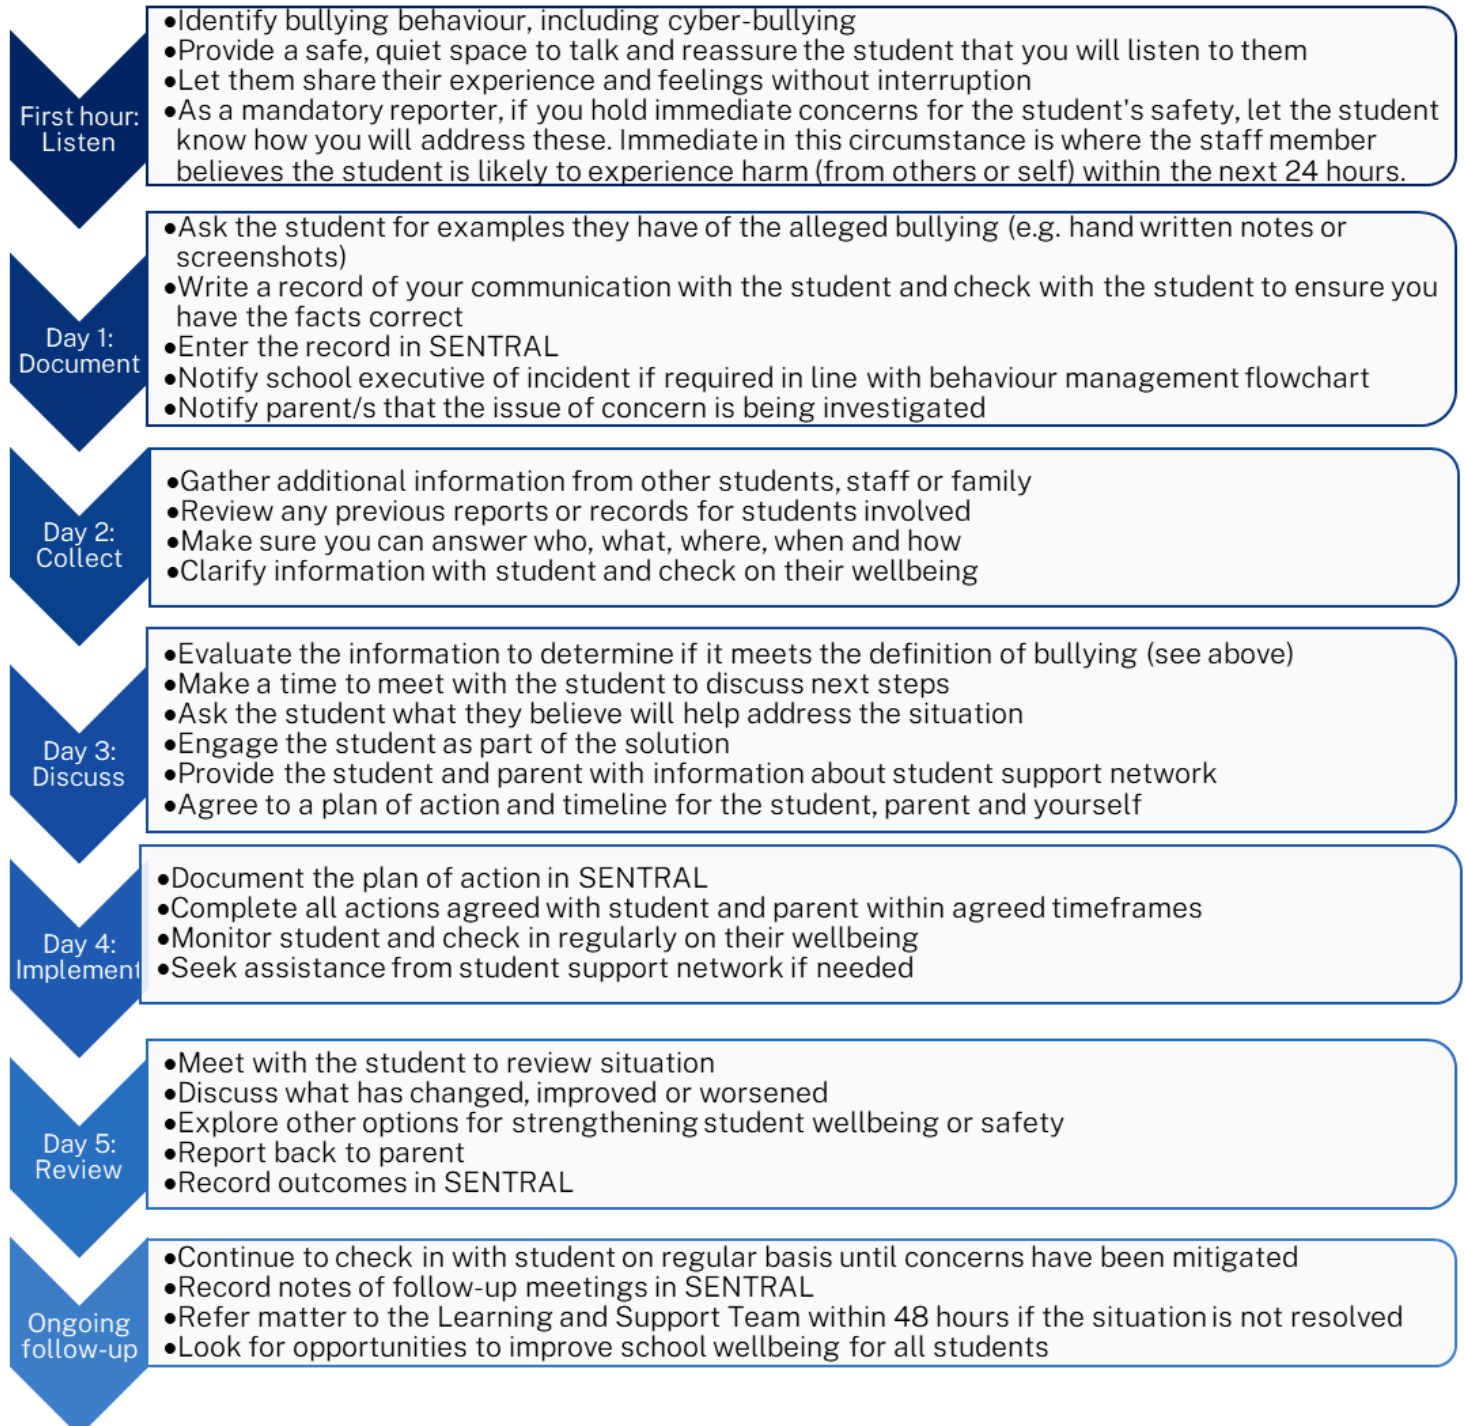 First hour:
Listen
•Identify bullying behaviour, including cyber-bullying
•Provide a safe, quiet space to talk and reassure the student that you will listen to them
•Let them share their experience and feelings without interruption
•As a mandatory reporter, if you hold immediate concerns for the student's safety, let the student
know how you will address these. Immediate in this circumstance is where the staff member
believes the student is likely to experience harm (from others or self) within the next 24 hours.
Day 1:
Document
•Ask the student for examples they have of the alleged bullying (e.g. hand written notes or
screenshots)
•Write a record of your communication with the student and check with the student to ensure you
have the facts correct
•Enter the record in SENTRAL
•Notify school executive of incident if required in line with behaviour management flowchart
•Notify parent/s that the issue of concern is being investigated
Day 2:
Collect
•Gather additional information from other students, staff or family
•Review any previous reports or records for students involved
•Make sure you can answer who, what, where, when and how
•Clarify information with student and check on their wellbeing
Day 3:
Discuss
•Evaluate the information to determine if it meets the definition of bullying (see above)
•Make a time to meet with the student to discuss next steps
•Ask the student what they believe will help address the situation
•Engage the student as part of the solution
•Provide the student and parent with information about student support network
•Agree to a plan of action and timeline for the student, parent and yourself
Day 4:
Implement
•Document the plan of action in SENTRAL
•Complete all actions agreed with student and parent within agreed timeframes
•Monitor student and check in regularly on their wellbeing
•Seek assistance from student support network if needed
Day 5:
Review
•Meet with the student to review situation
•Discuss what has changed, improved or worsened
•Explore other options for strengthening student wellbeing or safety
•Report back to parent
•Record outcomes in SENTRAL
Ongoing
follow-up
•Continue to check in with student on regular basis until concerns have been mitigated
•Record notes of follow-up meetings in SENTRAL
•Refer matter to the Learning and Support Team within 48 hours if the situation is not resolved
•Look for opportunities to improve school wellbeing for all students